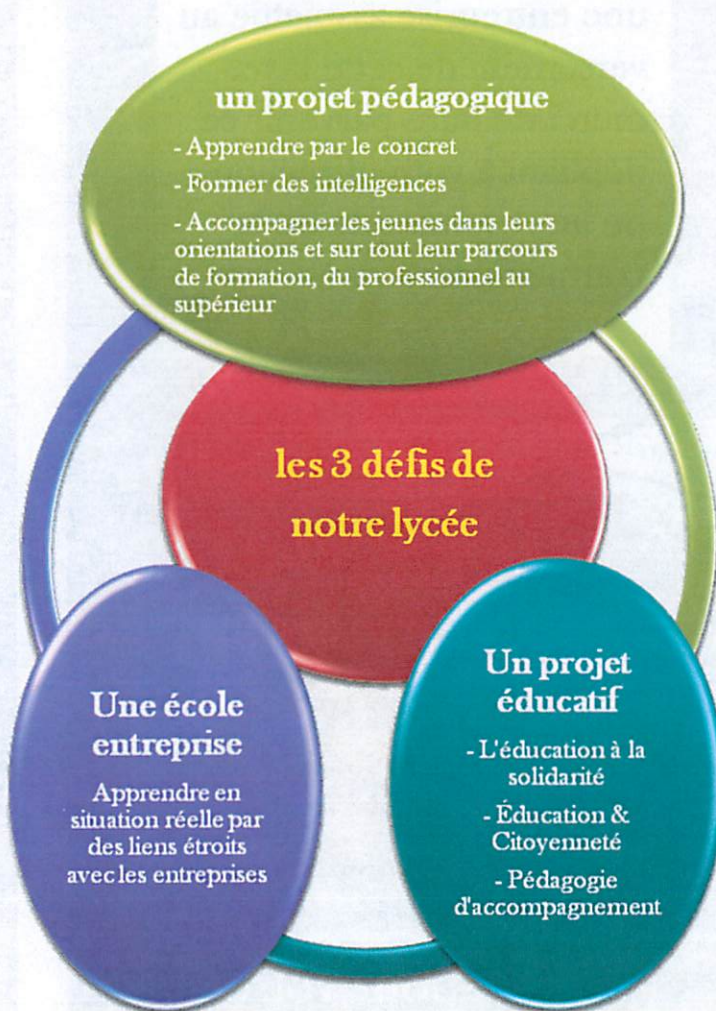 un projet pédagogique
- Apprendre par le concret
- Former des intelligences
- Accompagner les jeunes dans leurs
orientations et sur tout leur parcours
de formation, du professionnel au
supérieur
les 3 défis de
notre lycée
Une école
entreprise
Apprendre en
situation réelle par
des liens étroits
avec les entreprises
Un projet
éducatif
- L'éducation à la
solidarité
- Éducation &
Citoyenneté
- Pédagogie
d'accompagnement